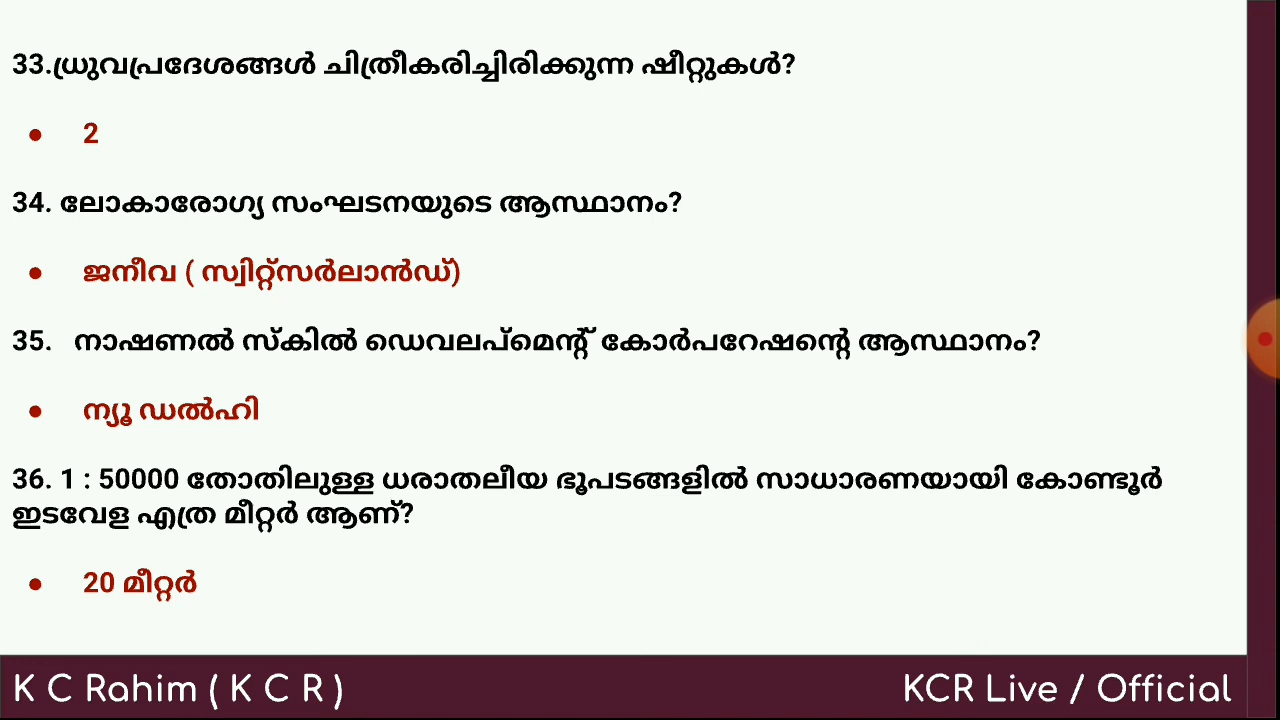 33.ധ്രുവപ്രദേശങ്ങൾ ചിത്രീകരിച്ചിരിക്കുന്ന ഷീറ്റുകൾ?
● 2
34. ലോകാരോഗ്യ സംഘടനയുടെ ആസ്ഥാനം?
● ജനീവ ( സ്വിറ്റ്സർലാൻഡ്)
35. നാഷണൽ സ്കിൽ ഡെവലപ്മെന്റ് കോർപറേഷന്റെ ആസ്ഥാനം?
● ന്യൂ ഡൽഹി
36. 1 : 50000 തോതിലുള്ള ധരാതലീയ ഭൂപടങ്ങളിൽ സാധാരണയായി കോണ്ടൂർ
ഇടവേള എത്ര മീറ്റർ ആണ്?
● 20 മീറ്റർ
K C Rahim ( K C R )
KCR Live / Official